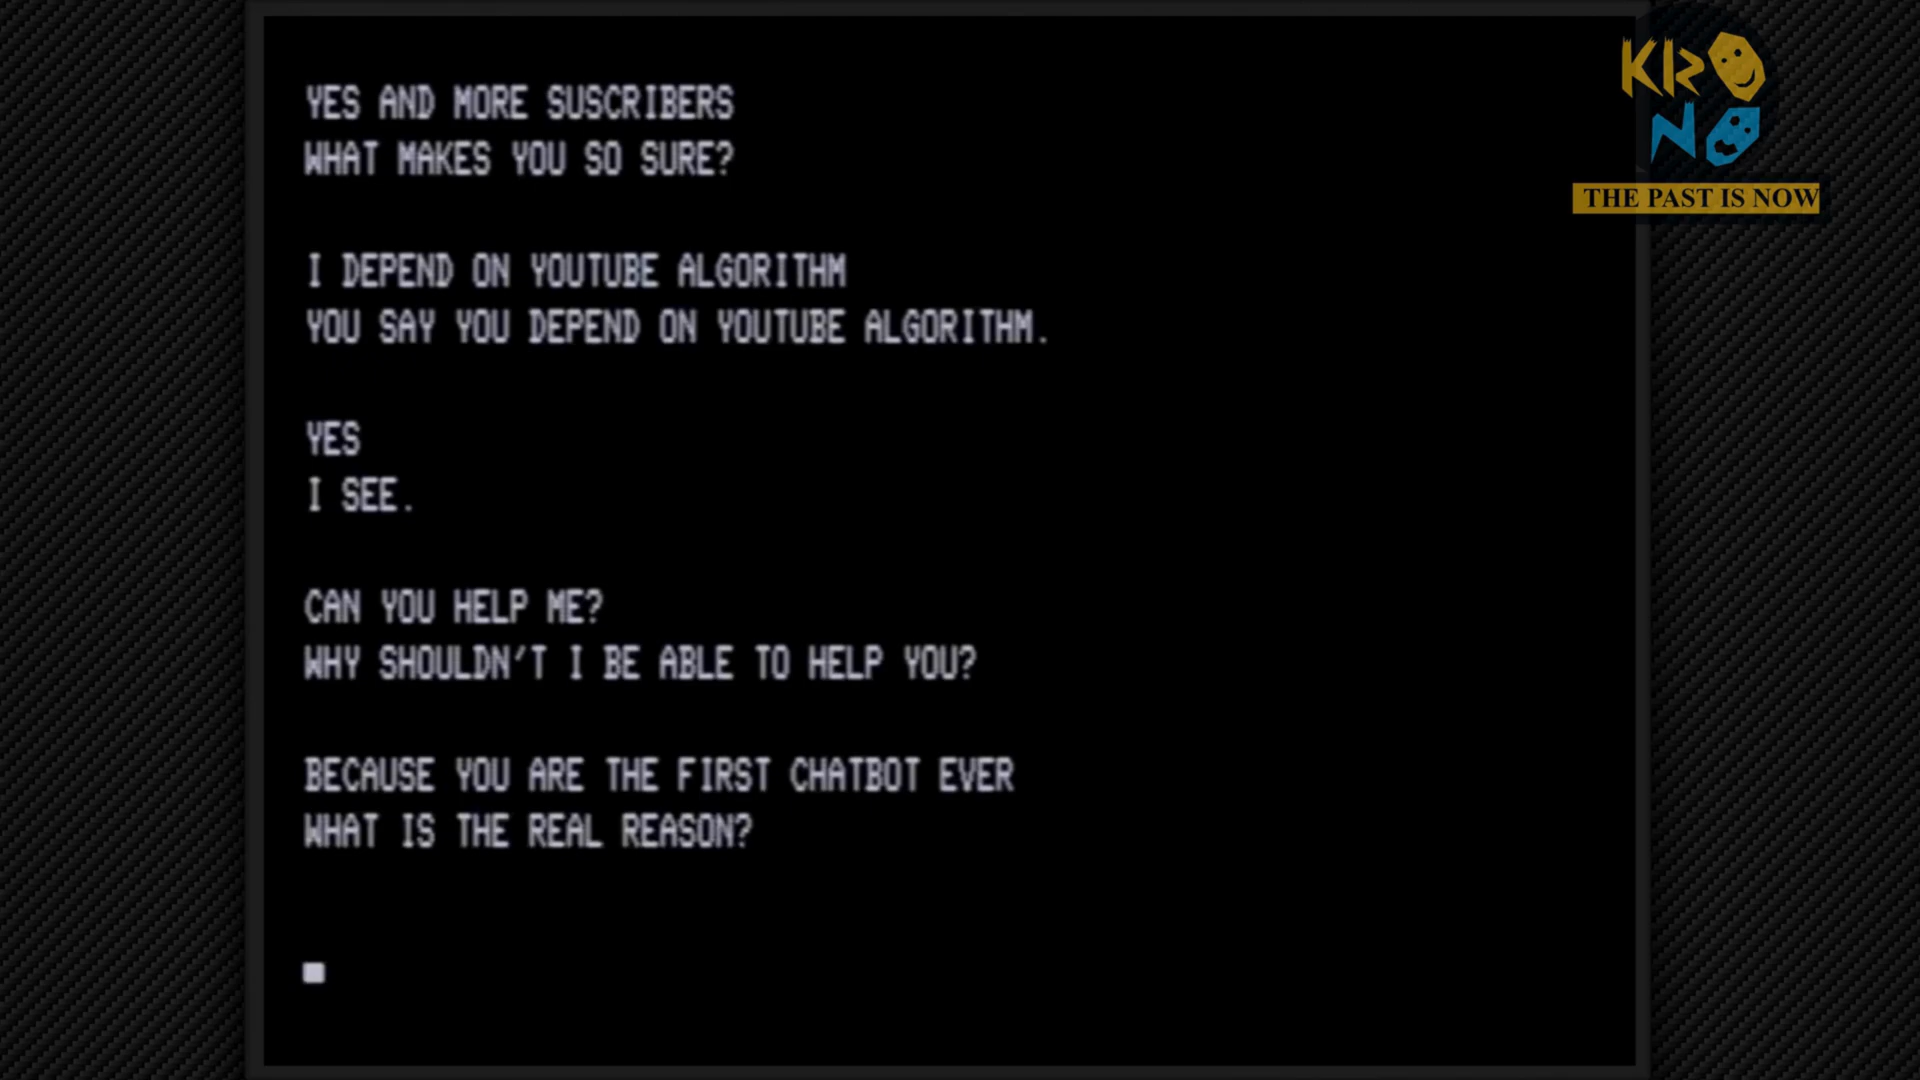 YES AND MORE SUSCRIBERS
WHAT MAKES YOU SO SURE?
I DEPEND ON YOUTUBE ALGORITHM
YOU SAY YOU DEPEND ON YOUTUBE ALGORITHM.
YES
I SEE.
CAN YOU HELP ME?
WHY SHOULDN'T I BE ABLE TO HELP YOU?
BECAUSE YOU ARE THE FIRST CHATBOT EVER
WHAT IS THE REAL REASON?
KRO
NO
THE PAST IS NOW